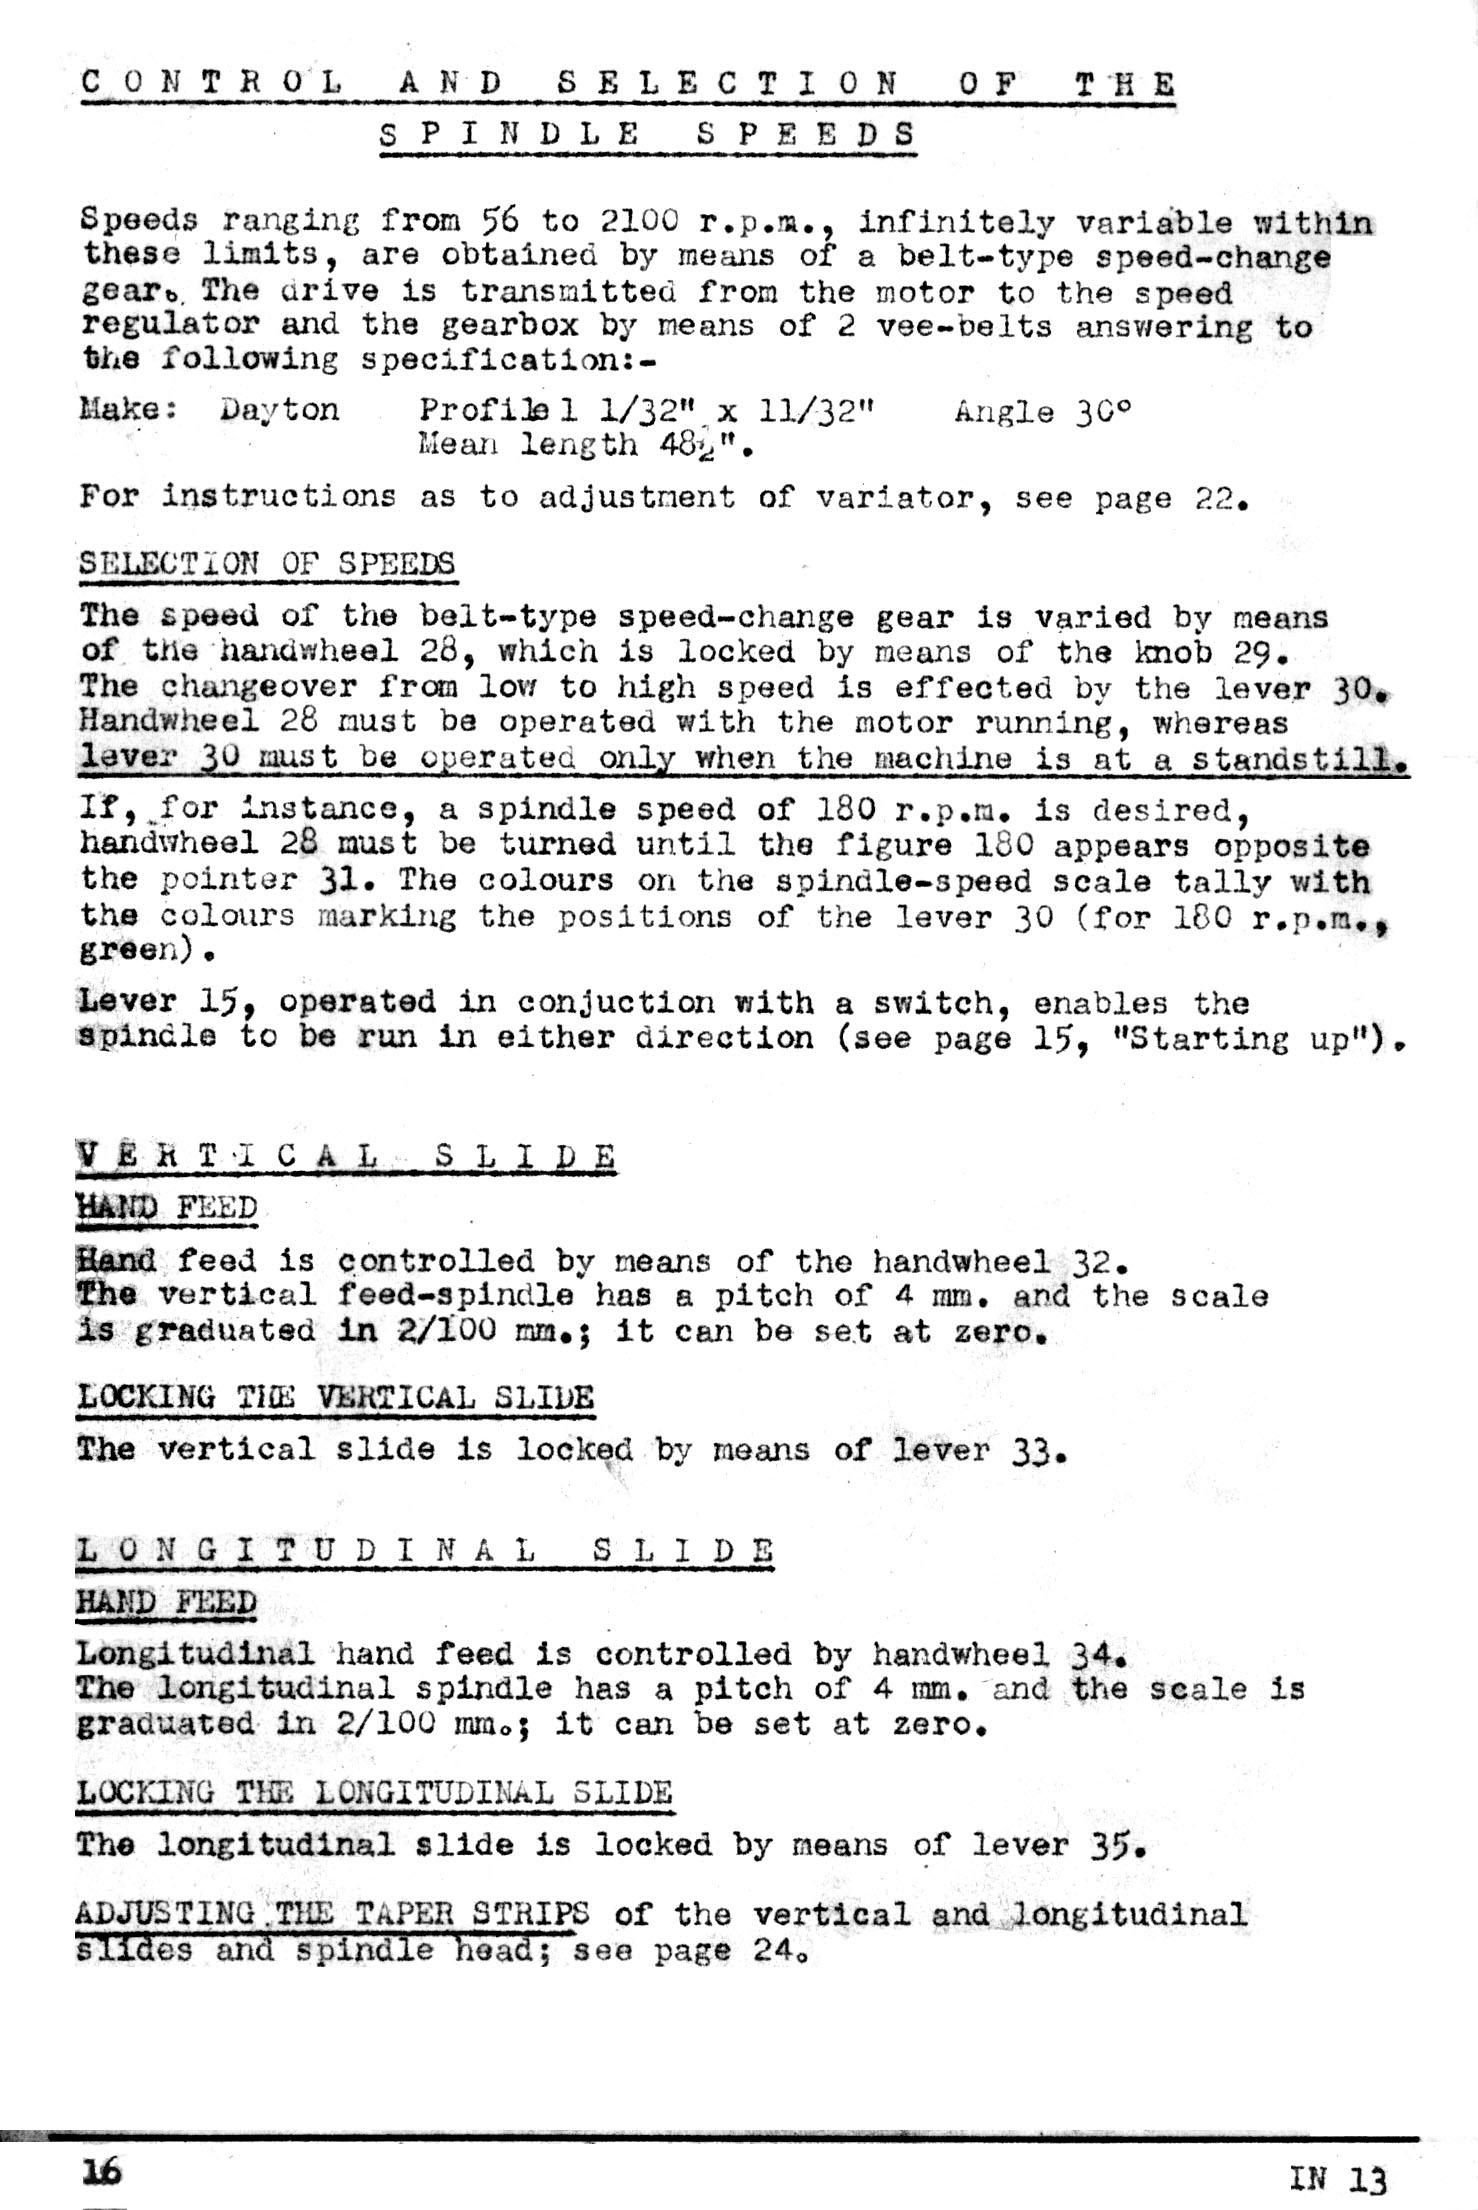 CONTROL AND SELECTION OF THE
SPINDLE SPEEDS
Speeds ranging from 56 to 2100 r.p.m., infinitely variable within
these limits, are obtained by means of a belt-type speed-change
gear. The drive is transmitted from the motor to the speed
regulator and the gearbox by means of 2 vee-belts answering to
the following specification:-
Make: Dayton Profile 1 1/32" x 11/32" Angle 30°
Mean length 48½".
For instructions as to adjustment of variator, see page 22.
SELECTION OF SPEEDS
The speed of the belt-type speed-change gear is varied by means
of the handwheel 28, which is locked by means of the knob 29.
The changeover from low to high speed is effected by the lever 30.
Handwheel 28 must be operated with the motor running, whereas
lever 30 must be operated only when the machine is at a standstill.
If, for instance, a spindle speed of 180 r.p.m. is desired,
handwheel 28 must be turned until the figure 180 appears opposite
the pointer 31. The colours on the spindle-speed scale tally with
the colours marking the positions of the lever 30 (for 180 r.p.m.,
green).
Lever 15, operated in conjuction with a switch, enables the
spindle to be run in either direction (see page 15, "Starting up").
VERTICAL SLIDE
HAND FEED
Hand feed is controlled by means of the handwheel 32.
The vertical feed-spindle has a pitch of 4 mm. and the scale
is graduated in 2/100 mm.; it can be set at zero.
LOCKING THE VERTICAL SLIDE
The vertical slide is locked by means of lever 33.
LONGITUDINAL SLIDE
HAND FEED
Longitudinal hand feed is controlled by handwheel 34.
The longitudinal spindle has a pitch of 4 mm. and the scale is
graduated in 2/100 mm.; it can be set at zero.
LOCKING THE LONGITUDINAL SLIDE
The longitudinal slide is locked by means of lever 35.
ADJUSTING THE TAPER STRIPS of the vertical and longitudinal
slides and spindle head; see page 24.
16
IN 13